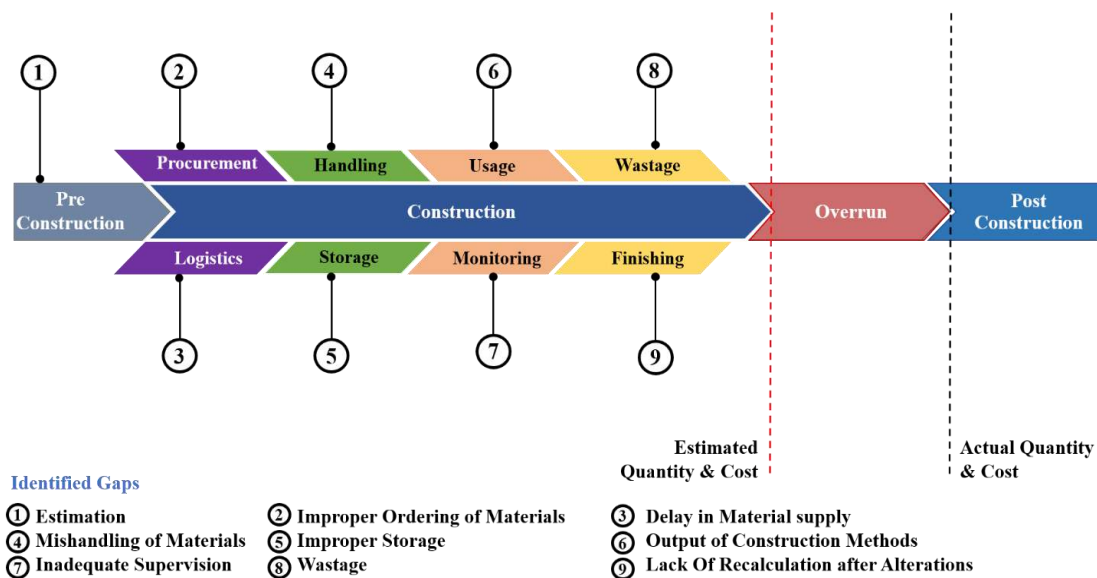 1
2
4
6
8
Procurement
Handling
Usage
Wastage
Pre
Construction
Construction
Overrun
Post
Construction
Logistics
Storage
Monitoring
Finishing
3
5
7
9
Estimated
Quantity & Cost
Actual Quantity
& Cost
Identified Gaps
1 Estimation
2 Improper Ordering of Materials
3 Delay in Material supply
4 Mishandling of Materials
5 Improper Storage
6 Output of Construction Methods
7 Inadequate Supervision
8 Wastage
9 Lack Of Recalculation after Alterations